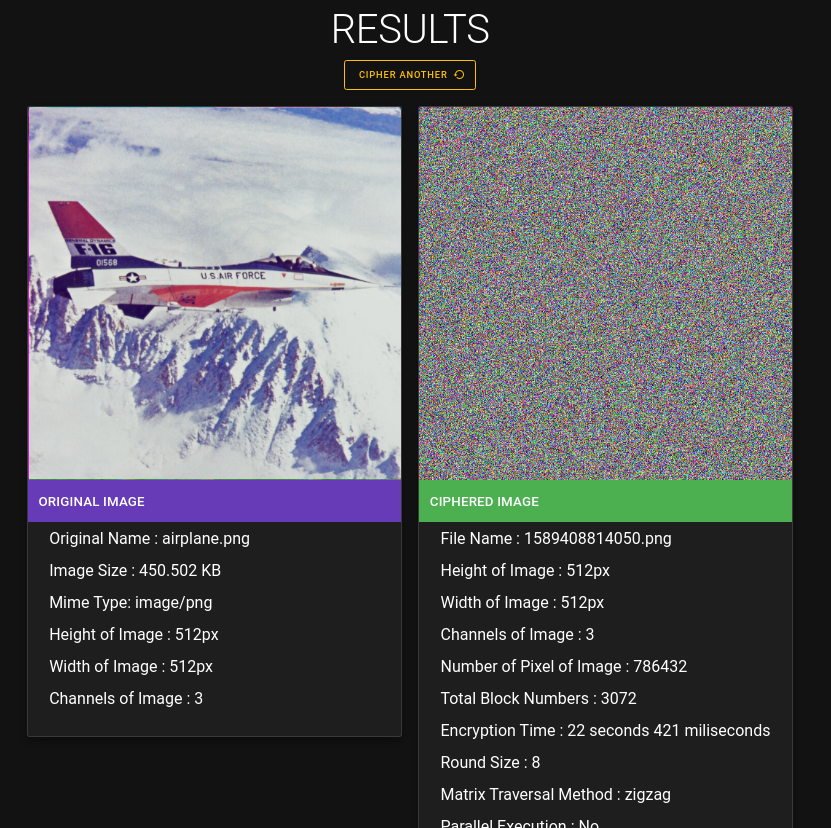 RESULTS
CIPHER ANOTHER
GENERAL DYNAMICS
F-16
01568
U.S. AIR FORCE
ORIGINAL IMAGE
Original Name : airplane.png
Image Size : 450.502 KB
Mime Type: image/png
Height of Image : 512px
Width of Image : 512px
Channels of Image : 3
CIPHERED IMAGE
File Name : 1589408814050.png
Height of Image : 512px
Width of Image : 512px
Channels of Image : 3
Number of Pixel of Image : 786432
Total Block Numbers : 3072
Encryption Time : 22 seconds 421 miliseconds
Round Size : 8
Matrix Traversal Method : zigzag
Parallel Execution : No